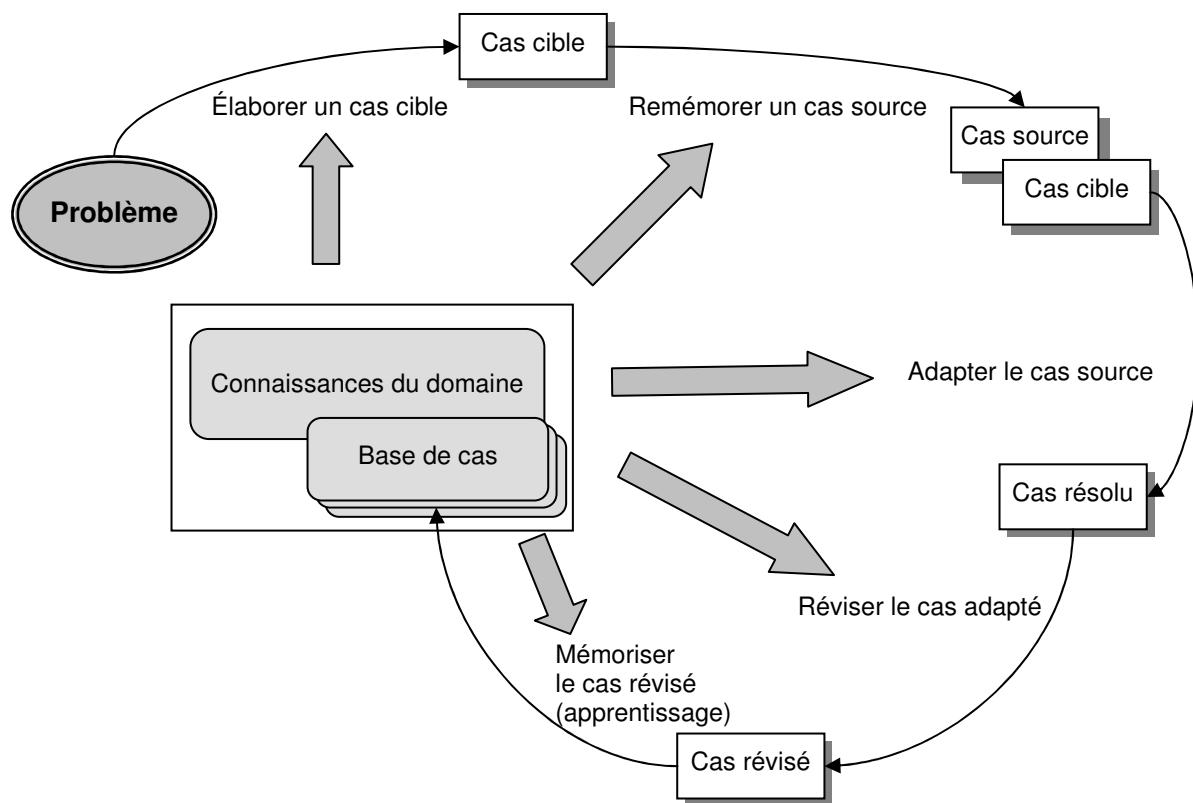 Cas cible
Élaborer un cas cible
Remémorer un cas source
Cas source
Cas cible
Problème
Connaissances du domaine
Base de cas
Adapter le cas source
Cas résolu
Réviser le cas adapté
Mémoriser
le cas révisé
(apprentissage)
Cas révisé